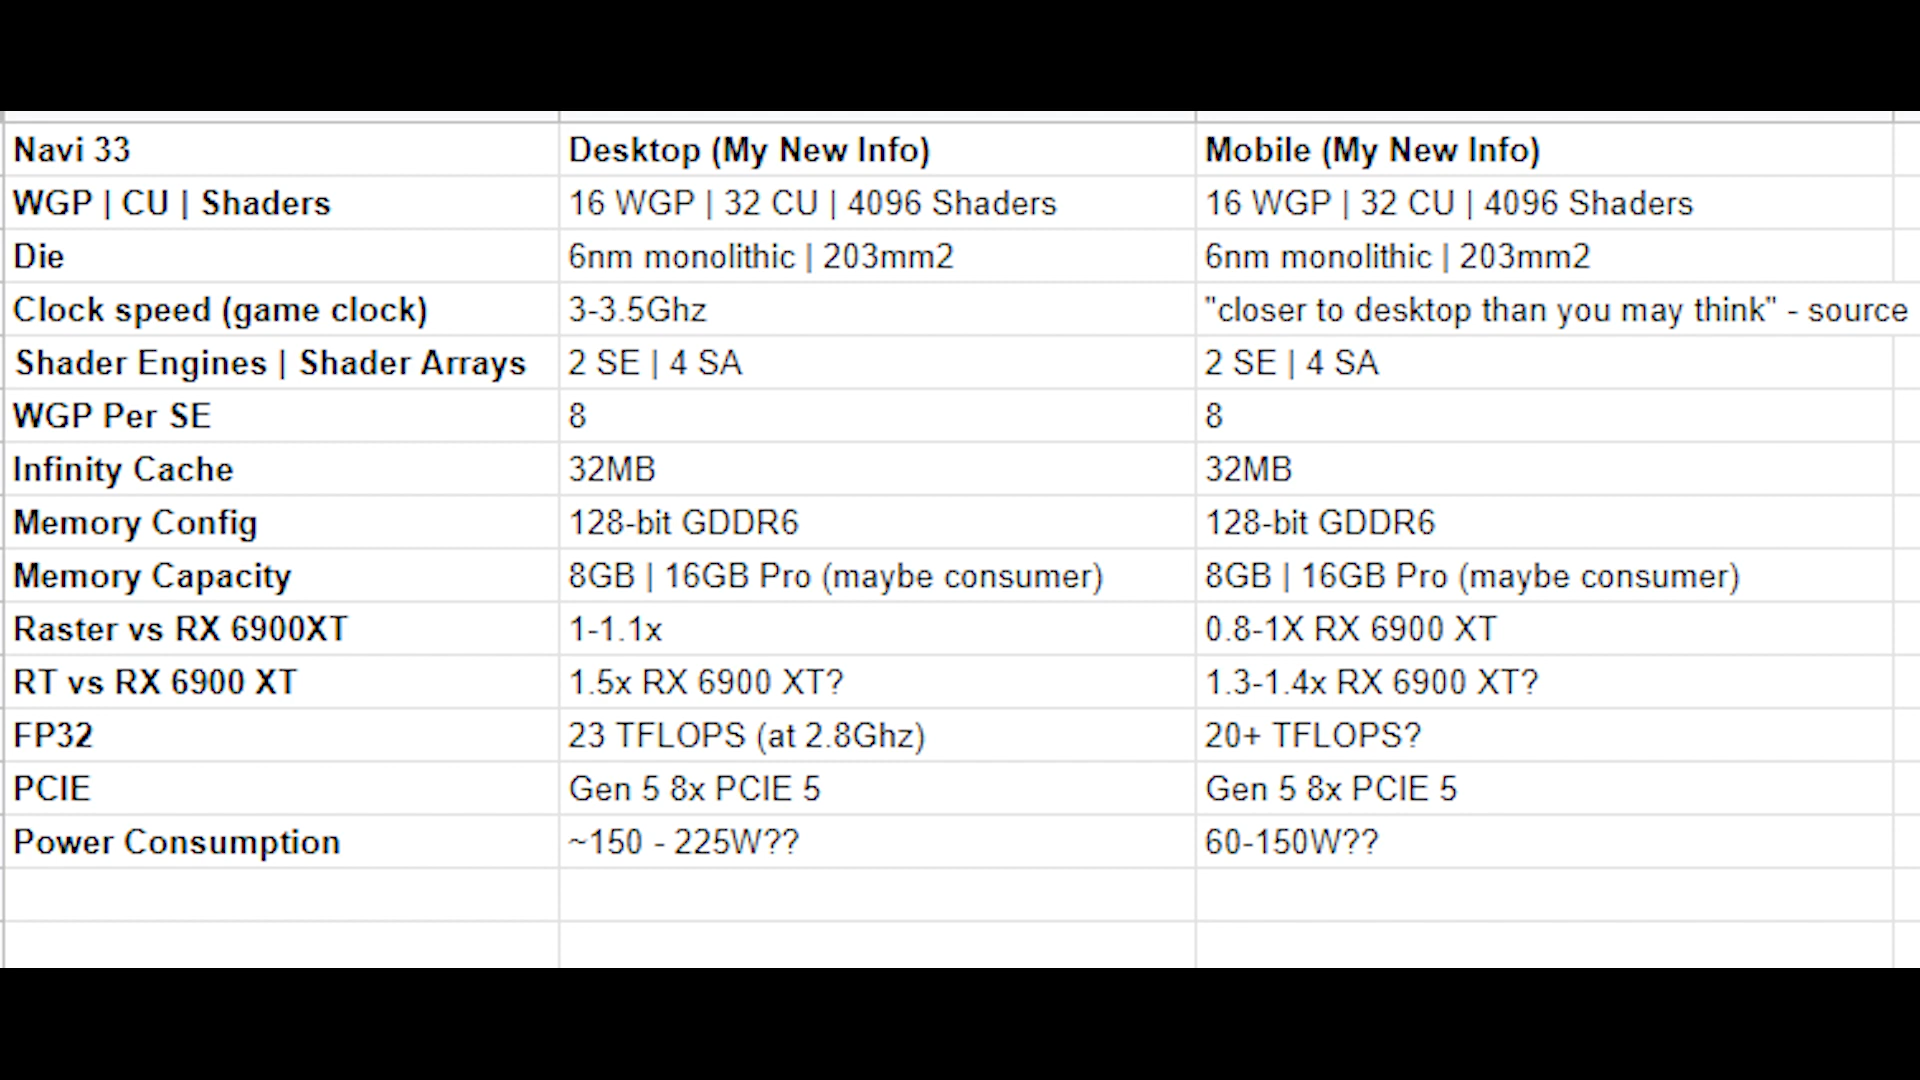 Navi 33 Desktop (My New Info) Mobile (My New Info)
WGP | CU | Shaders 16 WGP | 32 CU | 4096 Shaders 16 WGP | 32 CU | 4096 Shaders
Die 6nm monolithic | 203mm2 6nm monolithic | 203mm2
Clock speed (game clock) 3-3.5Ghz "closer to desktop than you may think" - source
Shader Engines | Shader Arrays 2 SE | 4 SA 2 SE | 4 SA
WGP Per SE 8 8
Infinity Cache 32MB 32MB
Memory Config 128-bit GDDR6 128-bit GDDR6
Memory Capacity 8GB | 16GB Pro (maybe consumer) 8GB | 16GB Pro (maybe consumer)
Raster vs RX 6900XT 1-1.1x 0.8-1X RX 6900 XT
RT vs RX 6900 XT 1.5x RX 6900 XT? 1.3-1.4x RX 6900 XT?
FP32 23 TFLOPS (at 2.8Ghz) 20+ TFLOPS?
PCIE Gen 5 8x PCIE 5 Gen 5 8x PCIE 5
Power Consumption ~150 - 225W?? 60-150W??